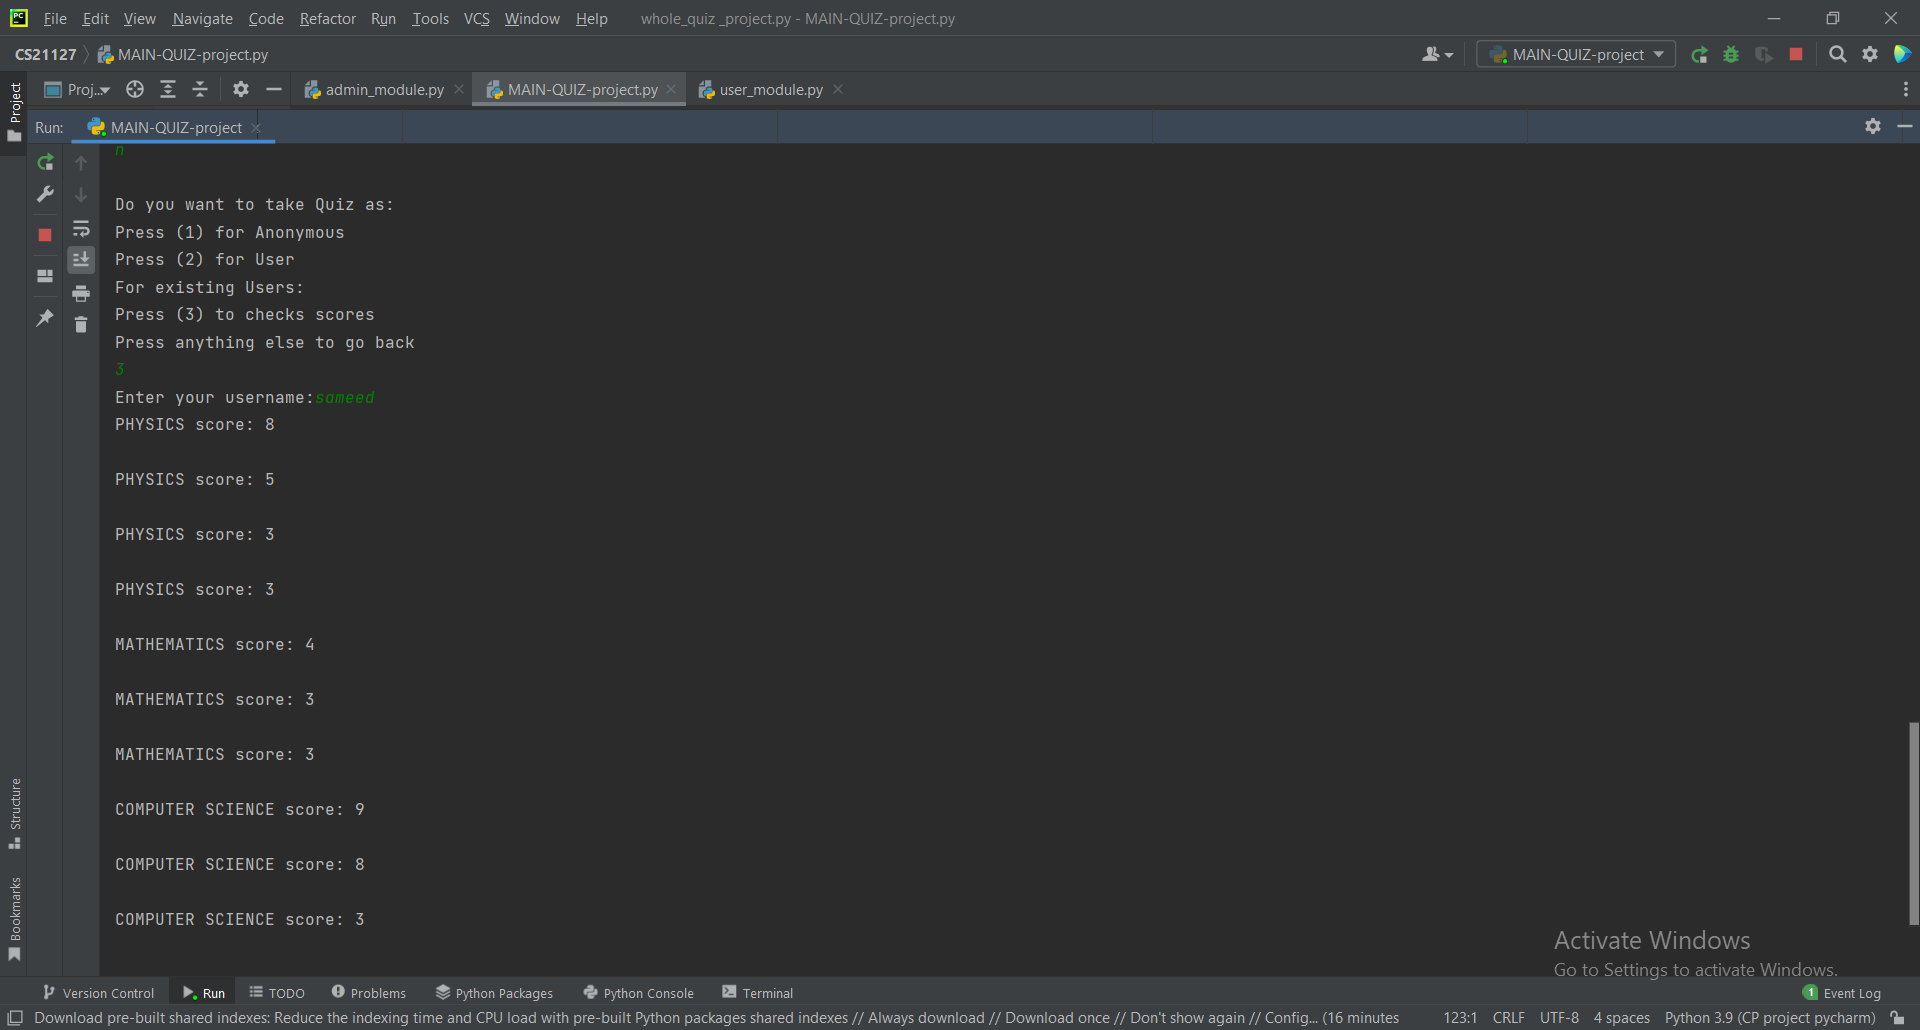 File Edit View Navigate Code Refactor Run Tools VCS Window Help whole_quiz _project.py - MAIN-QUIZ-project.py
CS21127 MAIN-QUIZ-project.py MAIN-QUIZ-project
Project
Proj... admin_module.py MAIN-QUIZ-project.py user_module.py
Run: MAIN-QUIZ-project
n
Do you want to take Quiz as:
Press (1) for Anonymous
Press (2) for User
For existing Users:
Press (3) to checks scores
Press anything else to go back
3
Enter your username:sameed
PHYSICS score: 8
PHYSICS score: 5
PHYSICS score: 3
PHYSICS score: 3
MATHEMATICS score: 4
MATHEMATICS score: 3
MATHEMATICS score: 3
COMPUTER SCIENCE score: 9
COMPUTER SCIENCE score: 8
COMPUTER SCIENCE score: 3
Structure
Bookmarks
Activate Windows
Go to Settings to activate Windows.
Version Control Run TODO Problems Python Packages Python Console Terminal 1 Event Log
Download pre-built shared indexes: Reduce the indexing time and CPU load with pre-built Python packages shared indexes // Always download // Download once // Don't show again // Config... (16 minutes 123:1 CRLF UTF-8 4 spaces Python 3.9 (CP project pycharm)